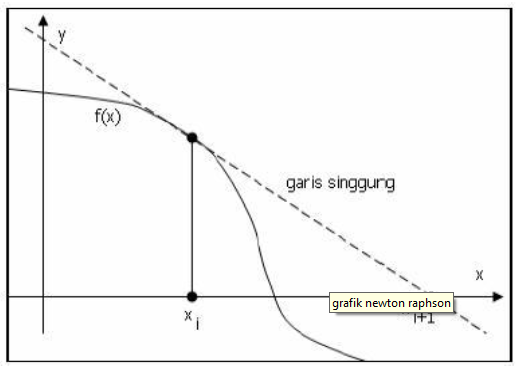 y
f(x)
garis singgung
x
grafik newton raphson
x i
i+1